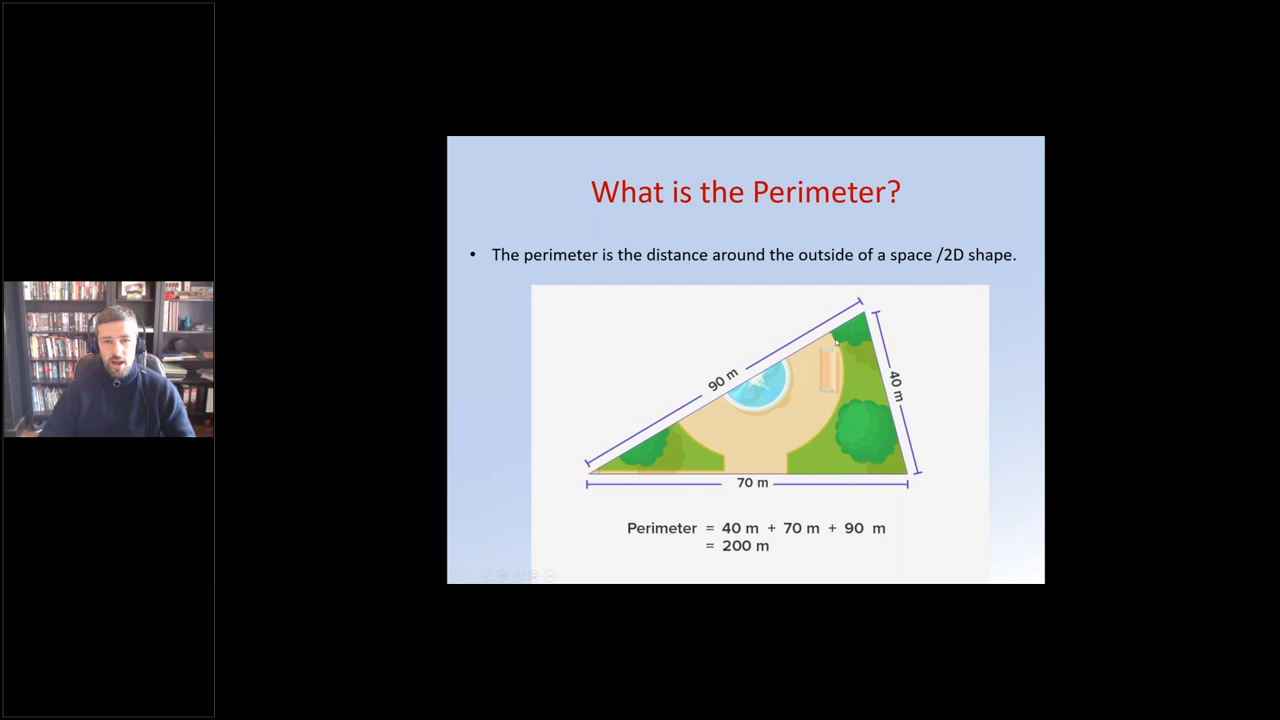 What is the Perimeter?
• The perimeter is the distance around the outside of a space /2D shape.
90 m
40 m
70 m
Perimeter = 40 m + 70 m + 90 m
= 200 m